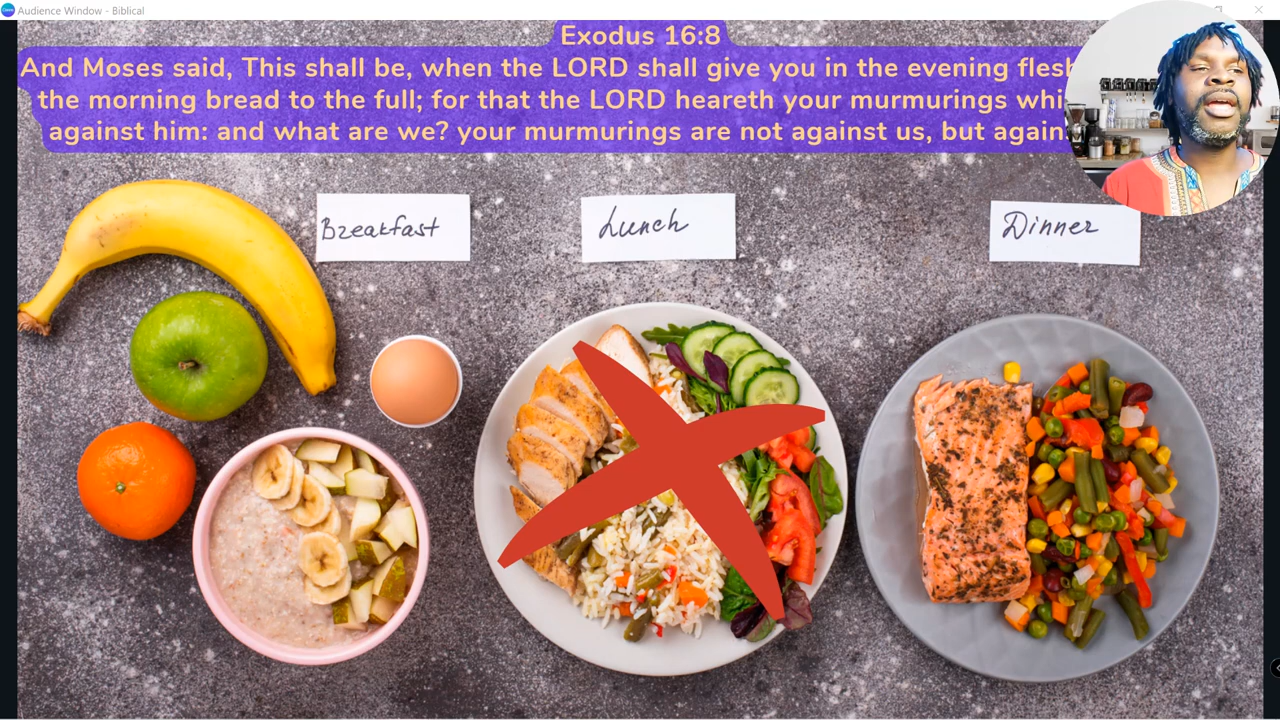 Audience Window - Biblical
Exodus 16:8
And Moses said, This shall be, when the LORD shall give you in the evening flesh
the morning bread to the full; for that the LORD heareth your murmurings
against him: and what are we? your murmurings are not against us, but
Breakfast
Lunch
Dinner